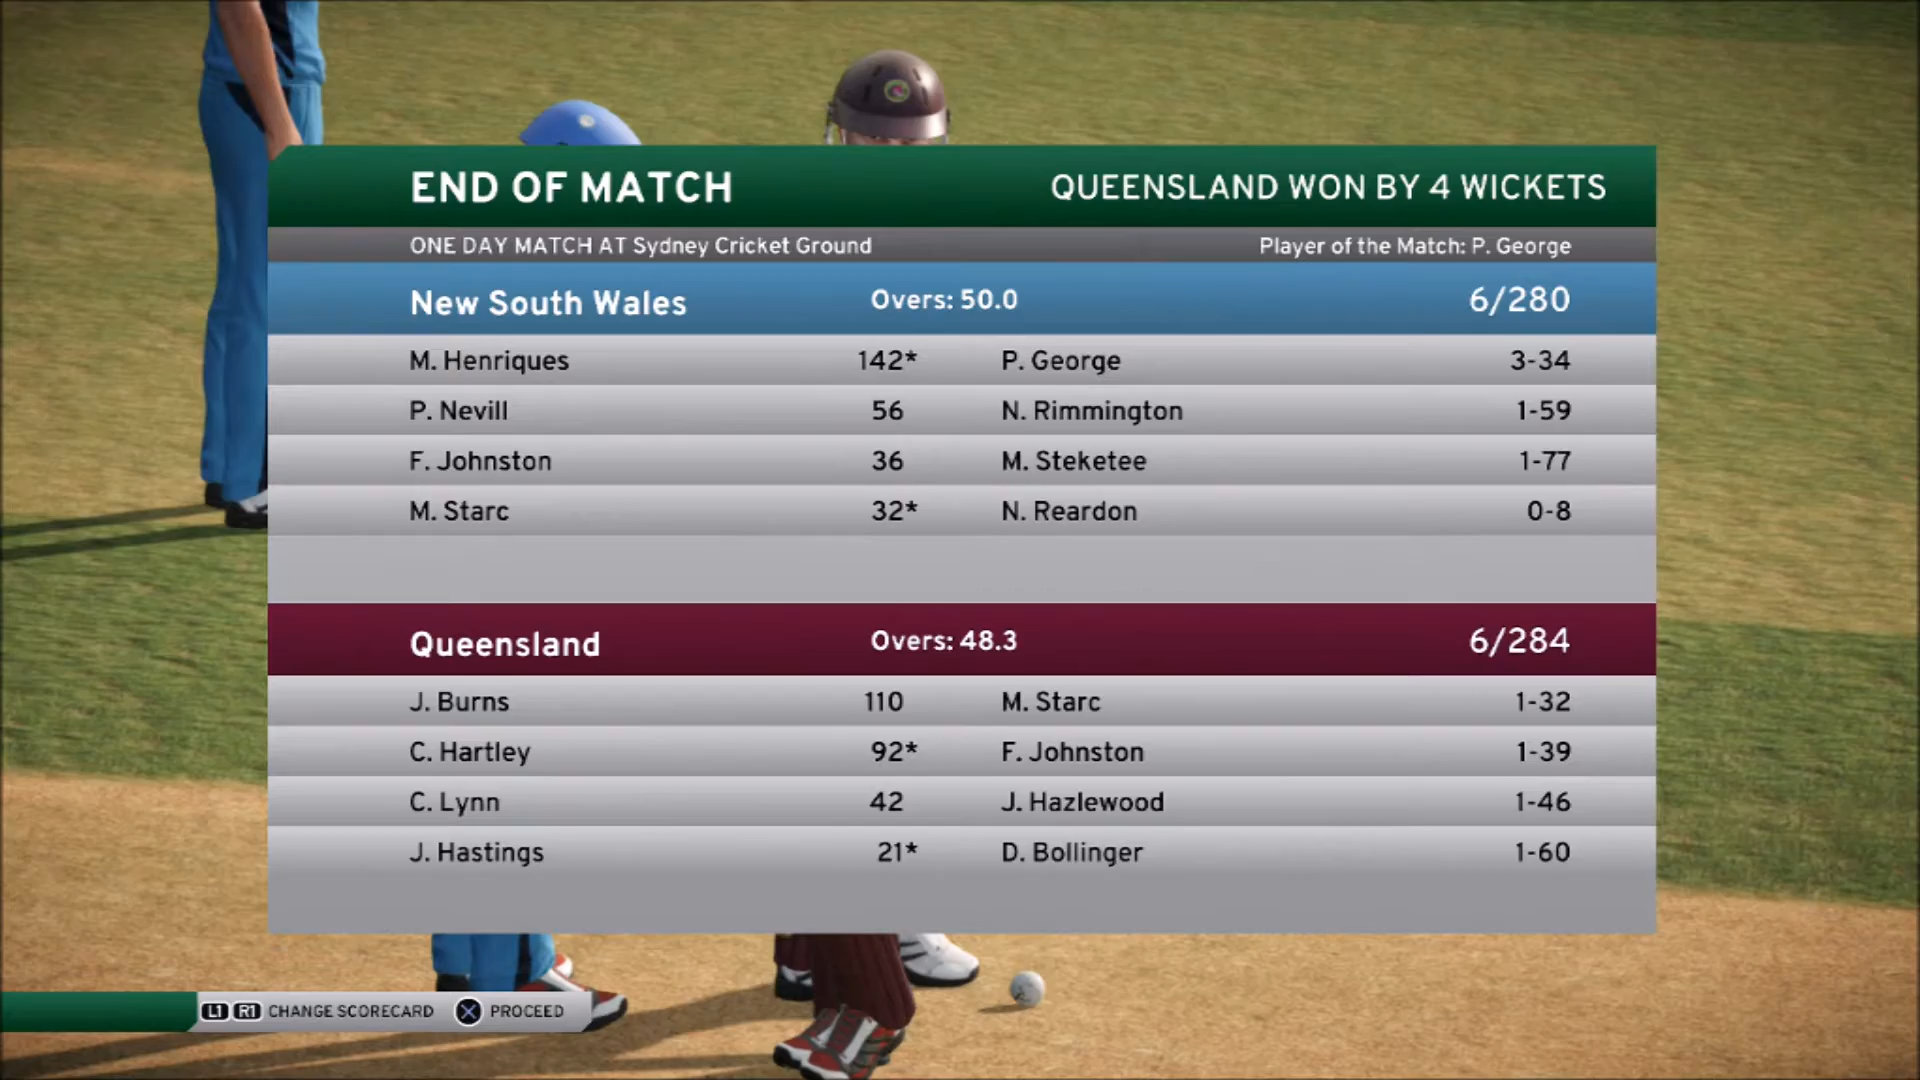 END OF MATCH QUEENSLAND WON BY 4 WICKETS
ONE DAY MATCH AT Sydney Cricket Ground Player of the Match: P. George
New South Wales Overs: 50.0 6/280
M. Henriques 142* P. George 3-34
P. Nevill 56 N. Rimmington 1-59
F. Johnston 36 M. Steketee 1-77
M. Starc 32* N. Reardon 0-8
Queensland Overs: 48.3 6/284
J. Burns 110 M. Starc 1-32
C. Hartley 92* F. Johnston 1-39
C. Lynn 42 J. Hazlewood 1-46
J. Hastings 21* D. Bollinger 1-60
L1 R1 CHANGE SCORECARD PROCEED